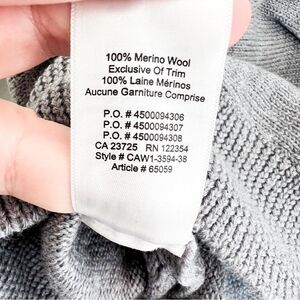 100% Merino Wool
Exclusive Of Trim
100% Laine Mérinos
Aucune Garniture Comprise
P.O. # 4500094306
P.O. # 4500094307
P.O. # 4500094308
CA 23725 RN 122354
Style # CAW1-3594-38
Article # 65059